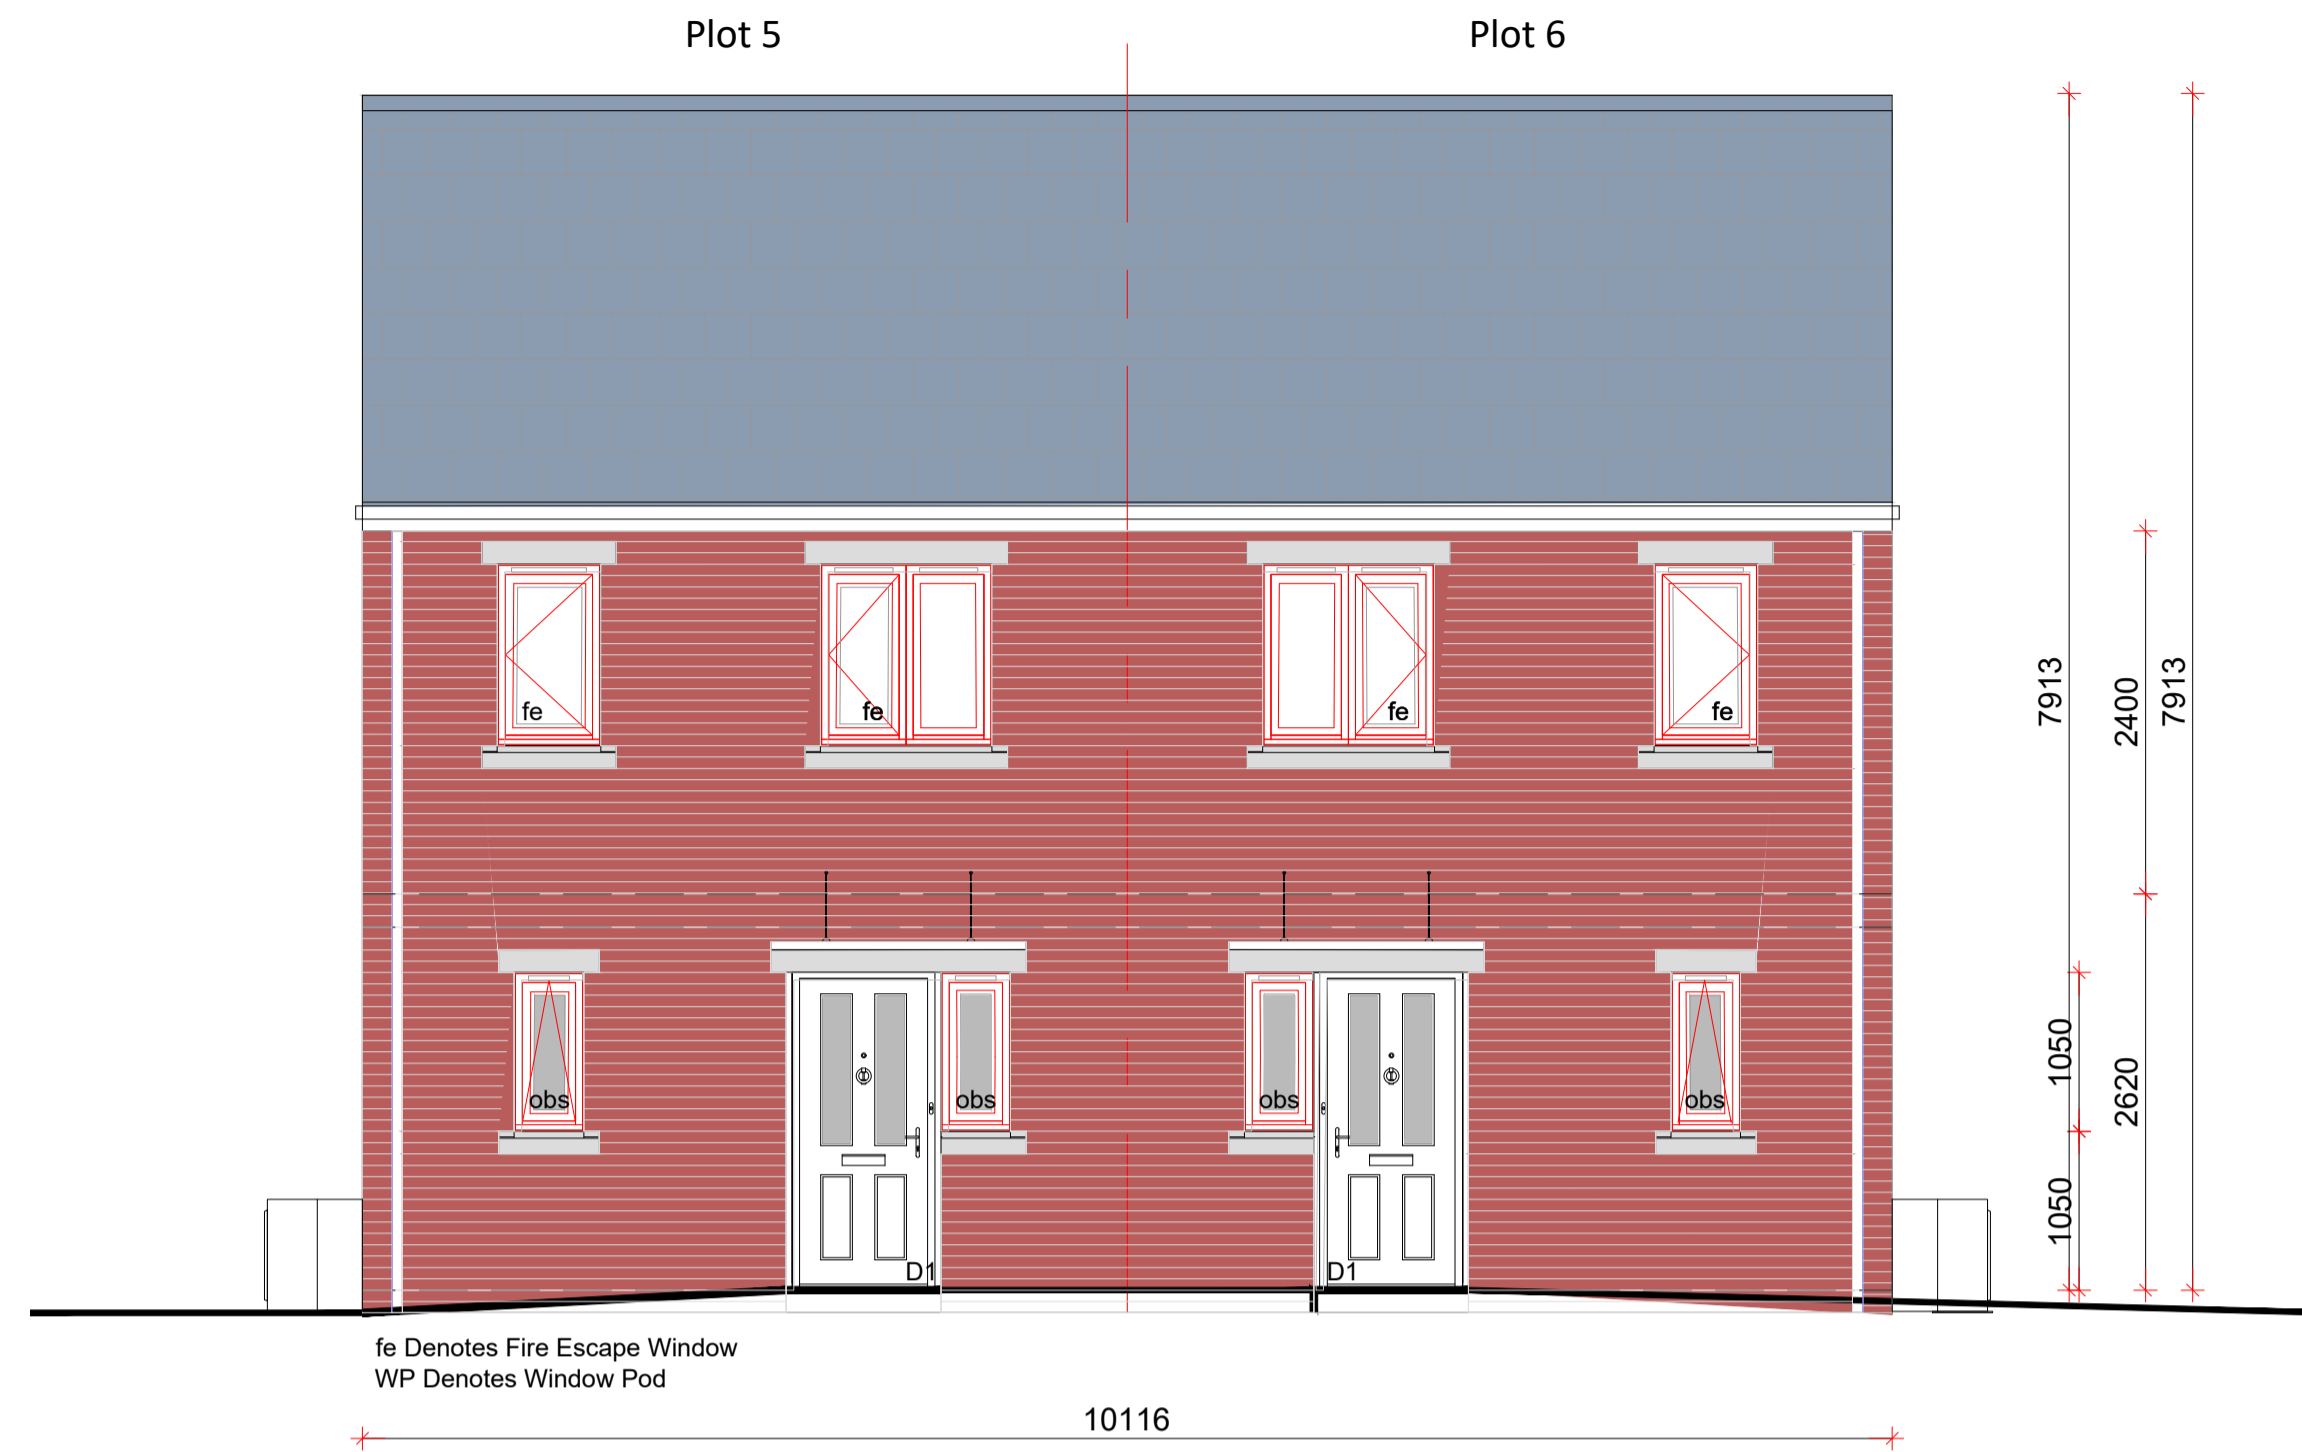 Plot 5
Plot 6
fe
fe
fe
fe
7913
2400
7913
obs
obs
obs
obs
1050
2620
1050
D1
D1
fe Denotes Fire Escape Window
WP Denotes Window Pod
10116